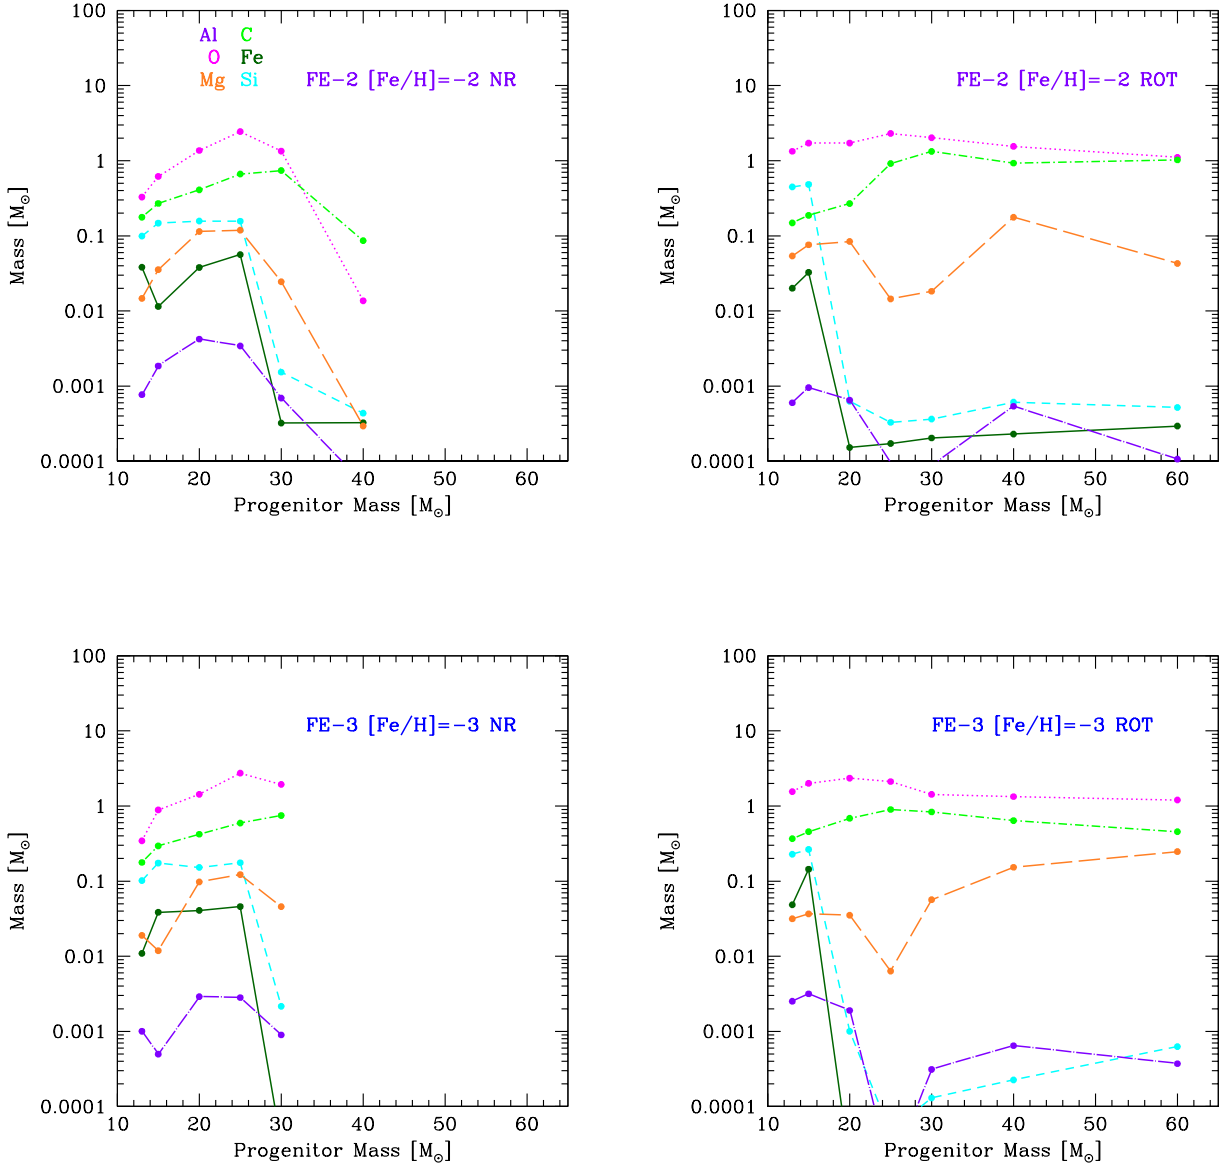 100
10
1
0.1
0.01
0.001
0.0001
Mass [M⊙]
Al C
O Fe
Mg Si
FE−2 [Fe/H]=−2 NR
10 20 30 40 50 60
Progenitor Mass [M⊙]
100
10
1
0.1
0.01
0.001
0.0001
Mass [M⊙]
FE−2 [Fe/H]=−2 ROT
10 20 30 40 50 60
Progenitor Mass [M⊙]
100
10
1
0.1
0.01
0.001
0.0001
Mass [M⊙]
FE−3 [Fe/H]=−3 NR
10 20 30 40 50 60
Progenitor Mass [M⊙]
100
10
1
0.1
0.01
0.001
0.0001
Mass [M⊙]
FE−3 [Fe/H]=−3 ROT
10 20 30 40 50 60
Progenitor Mass [M⊙]